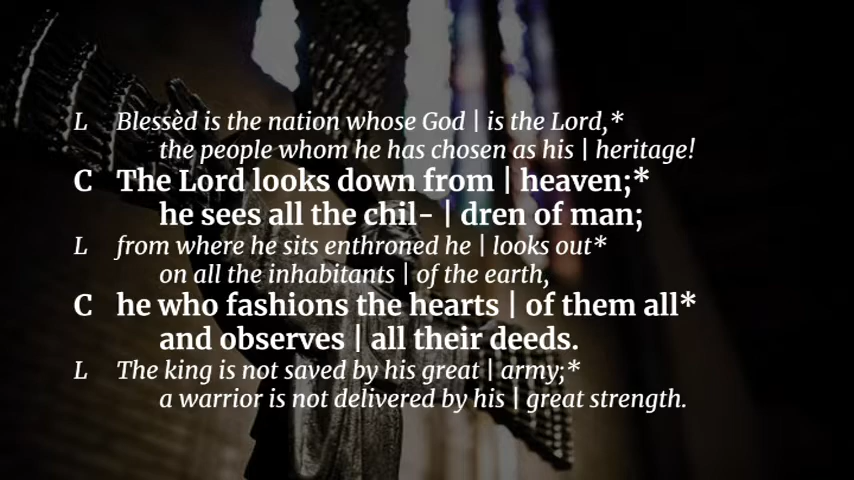 L Blessèd is the nation whose God | is the Lord,*
the people whom he has chosen as his | heritage!
C The Lord looks down from | heaven;*
he sees all the chil- | dren of man;
L from where he sits enthroned he | looks out*
on all the inhabitants | of the earth,
C he who fashions the hearts | of them all*
and observes | all their deeds.
L The king is not saved by his great | army;*
a warrior is not delivered by his | great strength.